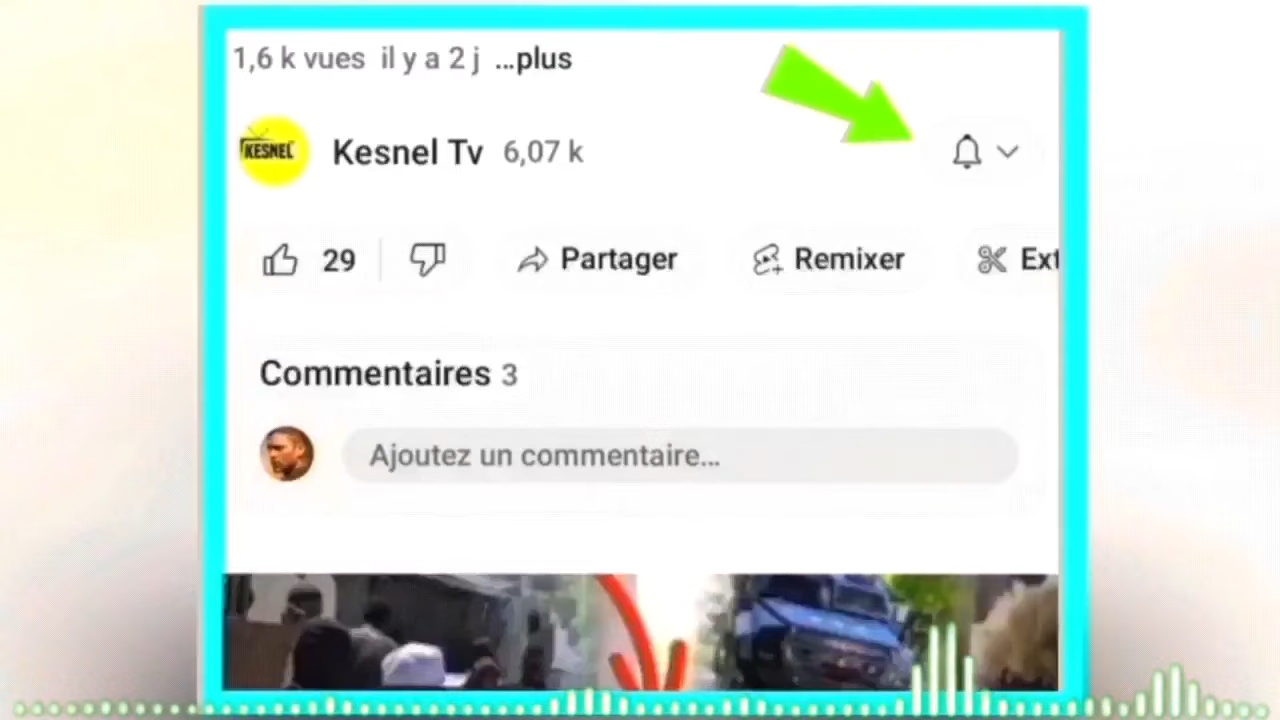 1,6 k vues il y a 2 j ...plus
KESNEL
Kesnel Tv 6,07 k
29 Partager Remixer Ext
Commentaires 3
Ajoutez un commentaire...